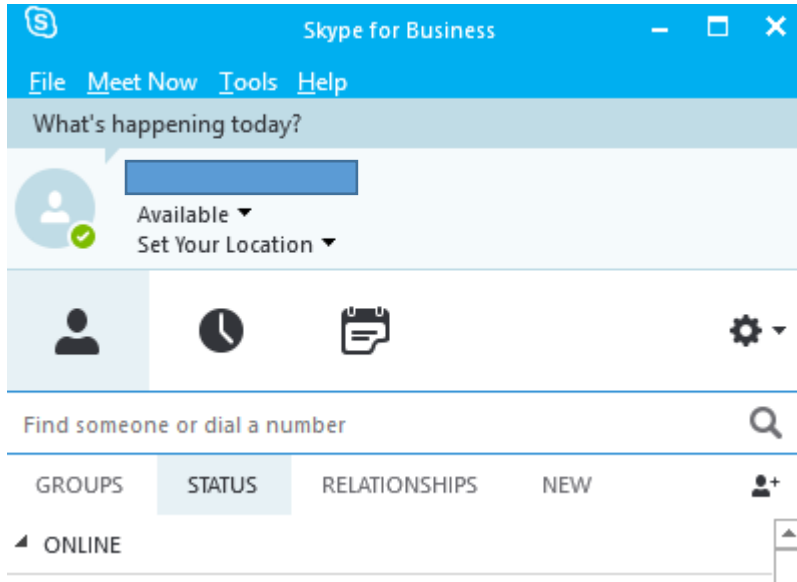 Skype for Business
File Meet Now Tools Help
What's happening today?
Available
Set Your Location
Find someone or dial a number
GROUPS STATUS RELATIONSHIPS NEW
ONLINE